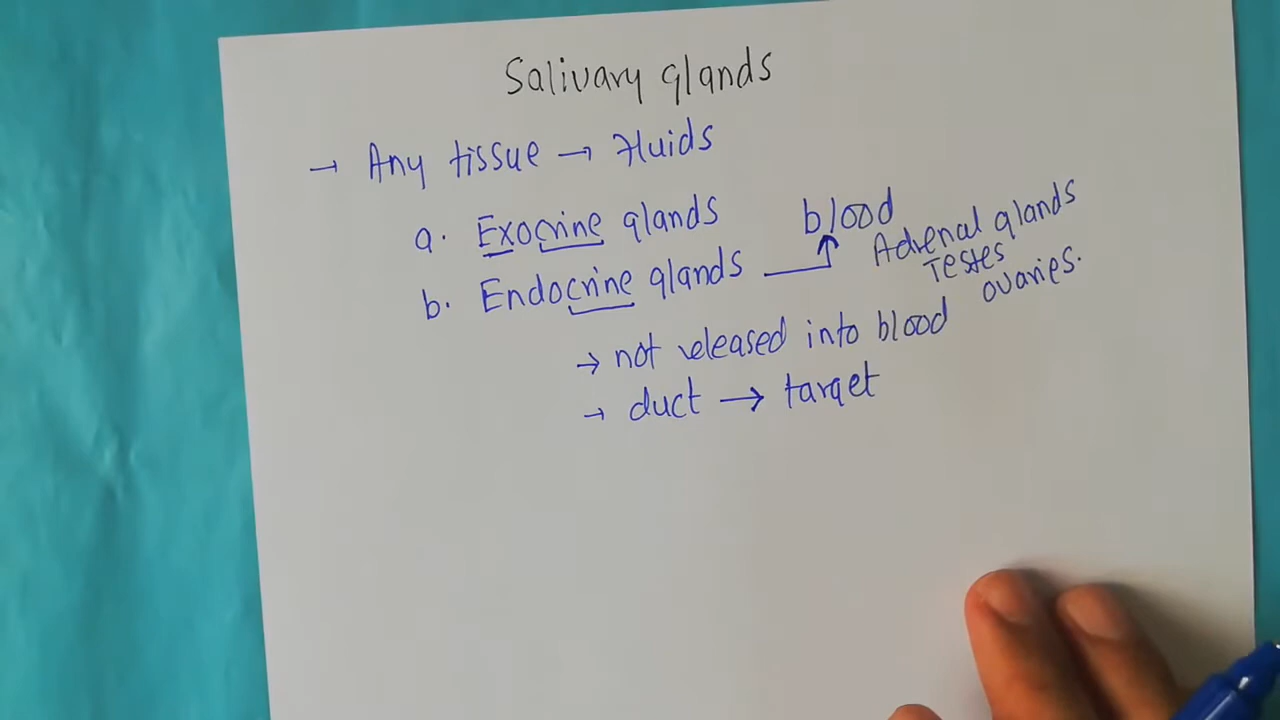 Salivary glands
→ Any tissue → Fluids
a. Exocrine glands
b. Endocrine glands → blood
Adrenal glands
Testes
ovaries.
→ not released into blood
→ duct → target